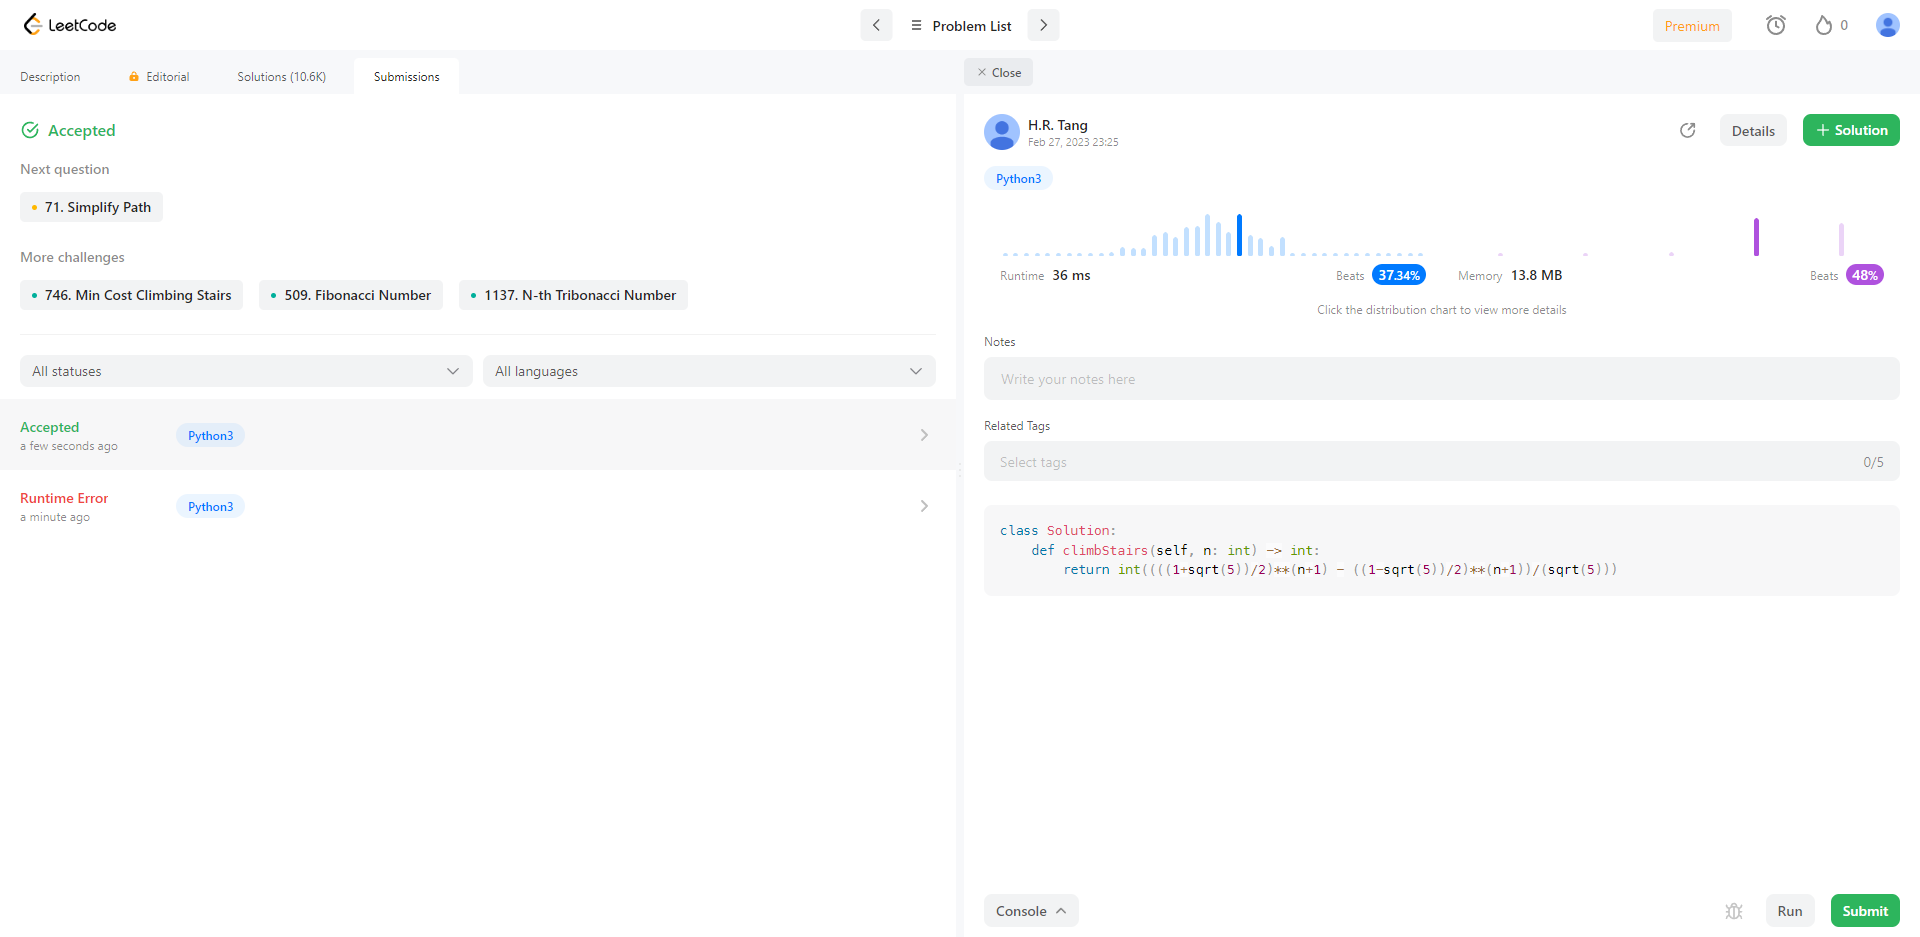 LeetCode
Problem List
Premium
0
Description
Editorial
Solutions (10.6K)
Submissions
Close
Accepted
Next question
71. Simplify Path
More challenges
746. Min Cost Climbing Stairs
509. Fibonacci Number
1137. N-th Tribonacci Number
All statuses
All languages
Accepted
a few seconds ago
Python3
Runtime Error
a minute ago
Python3
H.R. Tang
Feb 27, 2023 23:25
Details
Solution
Python3
Runtime 36 ms
Beats 37.34%
Memory 13.8 MB
Beats 48%
Click the distribution chart to view more details
Notes
Write your notes here
Related Tags
Select tags
0/5
class Solution:
    def climbStairs(self, n: int) -> int:
        return int((((1+sqrt(5))/2)**(n+1) - ((1-sqrt(5))/2)**(n+1))/(sqrt(5)))
Console
Run
Submit